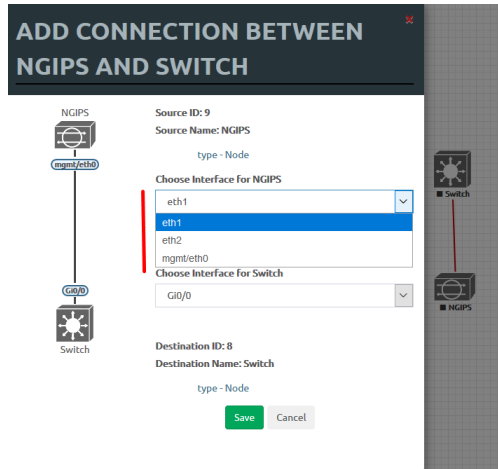 ADD CONNECTION BETWEEN
NGIPS AND SWITCH
×
NGIPS
mgmt/eth0
Gi0/0
Switch
Source ID: 9
Source Name: NGIPS
type - Node
Choose Interface for NGIPS
eth1
eth1
eth2
mgmt/eth0
Choose Interface for Switch
Gi0/0
Destination ID: 8
Destination Name: Switch
type - Node
Save Cancel
Switch
NGIPS